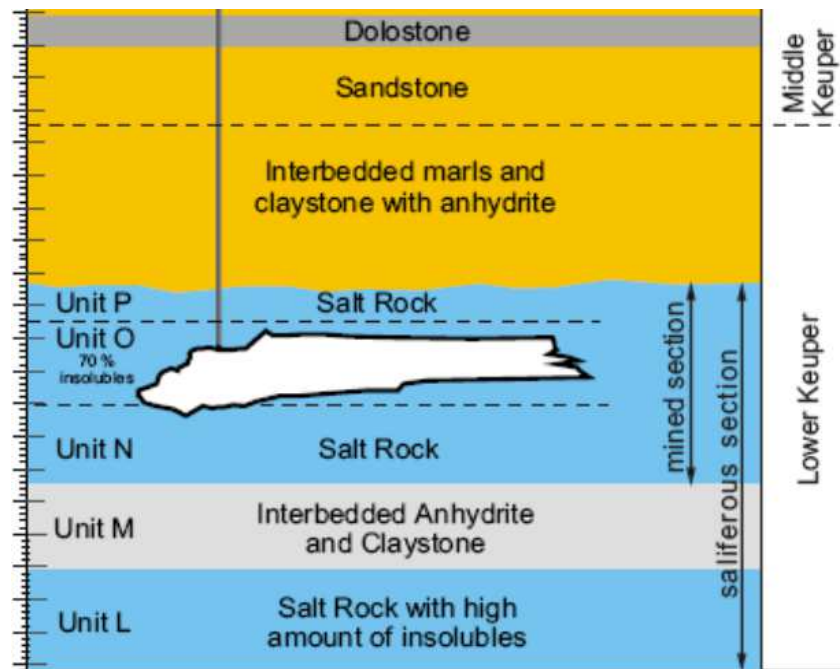 Dolostone
Sandstone
Middle
Keuper
Interbedded marls and
claystone with anhydrite
Unit P
Salt Rock
Unit O
70 %
insolubles
Unit N
Salt Rock
mined section
saliferous section
Lower Keuper
Unit M
Interbedded Anhydrite
and Claystone
Unit L
Salt Rock with high
amount of insolubles